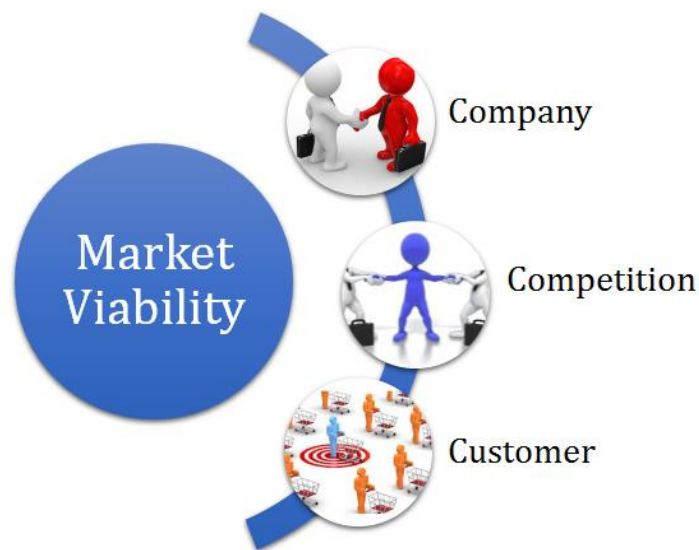 Market
Viability
Company
Competition
Customer